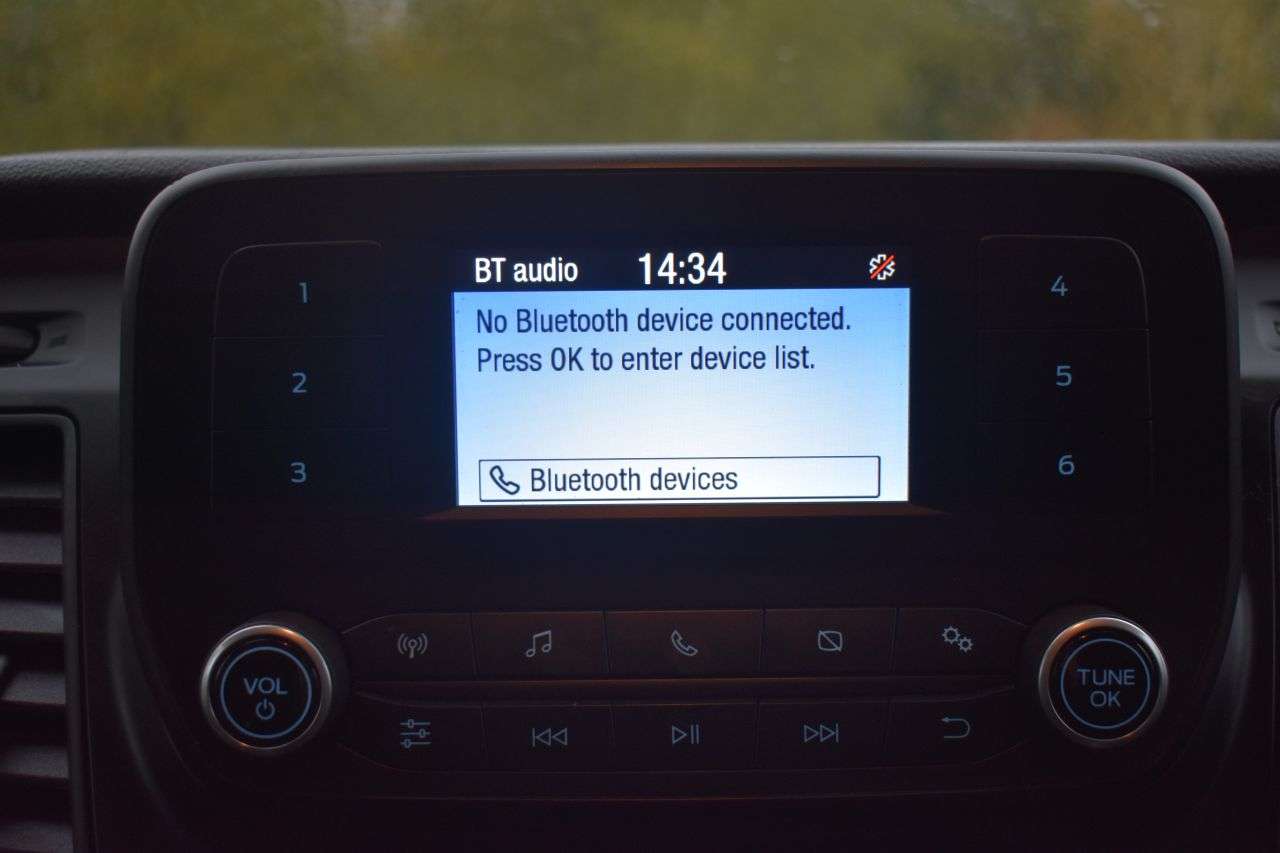 BT audio 14:34
No Bluetooth device connected.
Press OK to enter device list.
Bluetooth devices
1
2
3
4
5
6
VOL
TUNE
OK